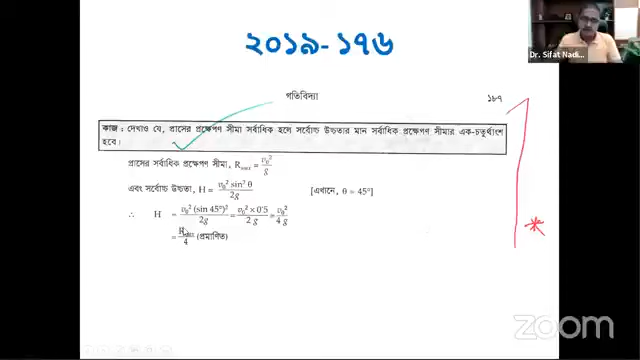 ২০১৯-১৭৬
Dr. Sifat Nadi...
গতিবিদ্যা
১৮৭
কাজ : দেখাও যে, প্রাসের প্রক্ষেপণ সীমা সর্বাধিক হলে সর্বোচ্চ উচ্চতার মান সর্বাধিক প্রক্ষেপণ সীমার এক-চতুর্থাংশ
হবে।
প্রাসের সর্বাধিক প্রক্ষেপণ সীমা, Rmax = v₀²/g
এবং সর্বোচ্চ উচ্চতা, H = v₀² sin² θ/2g [এখানে, θ = 45°]
∴ H = v₀² (sin 45°)²/2g = v₀² × 0·5/2 g = v₀²/4 g
= Rmax/4 (প্রমাণিত)
zoom